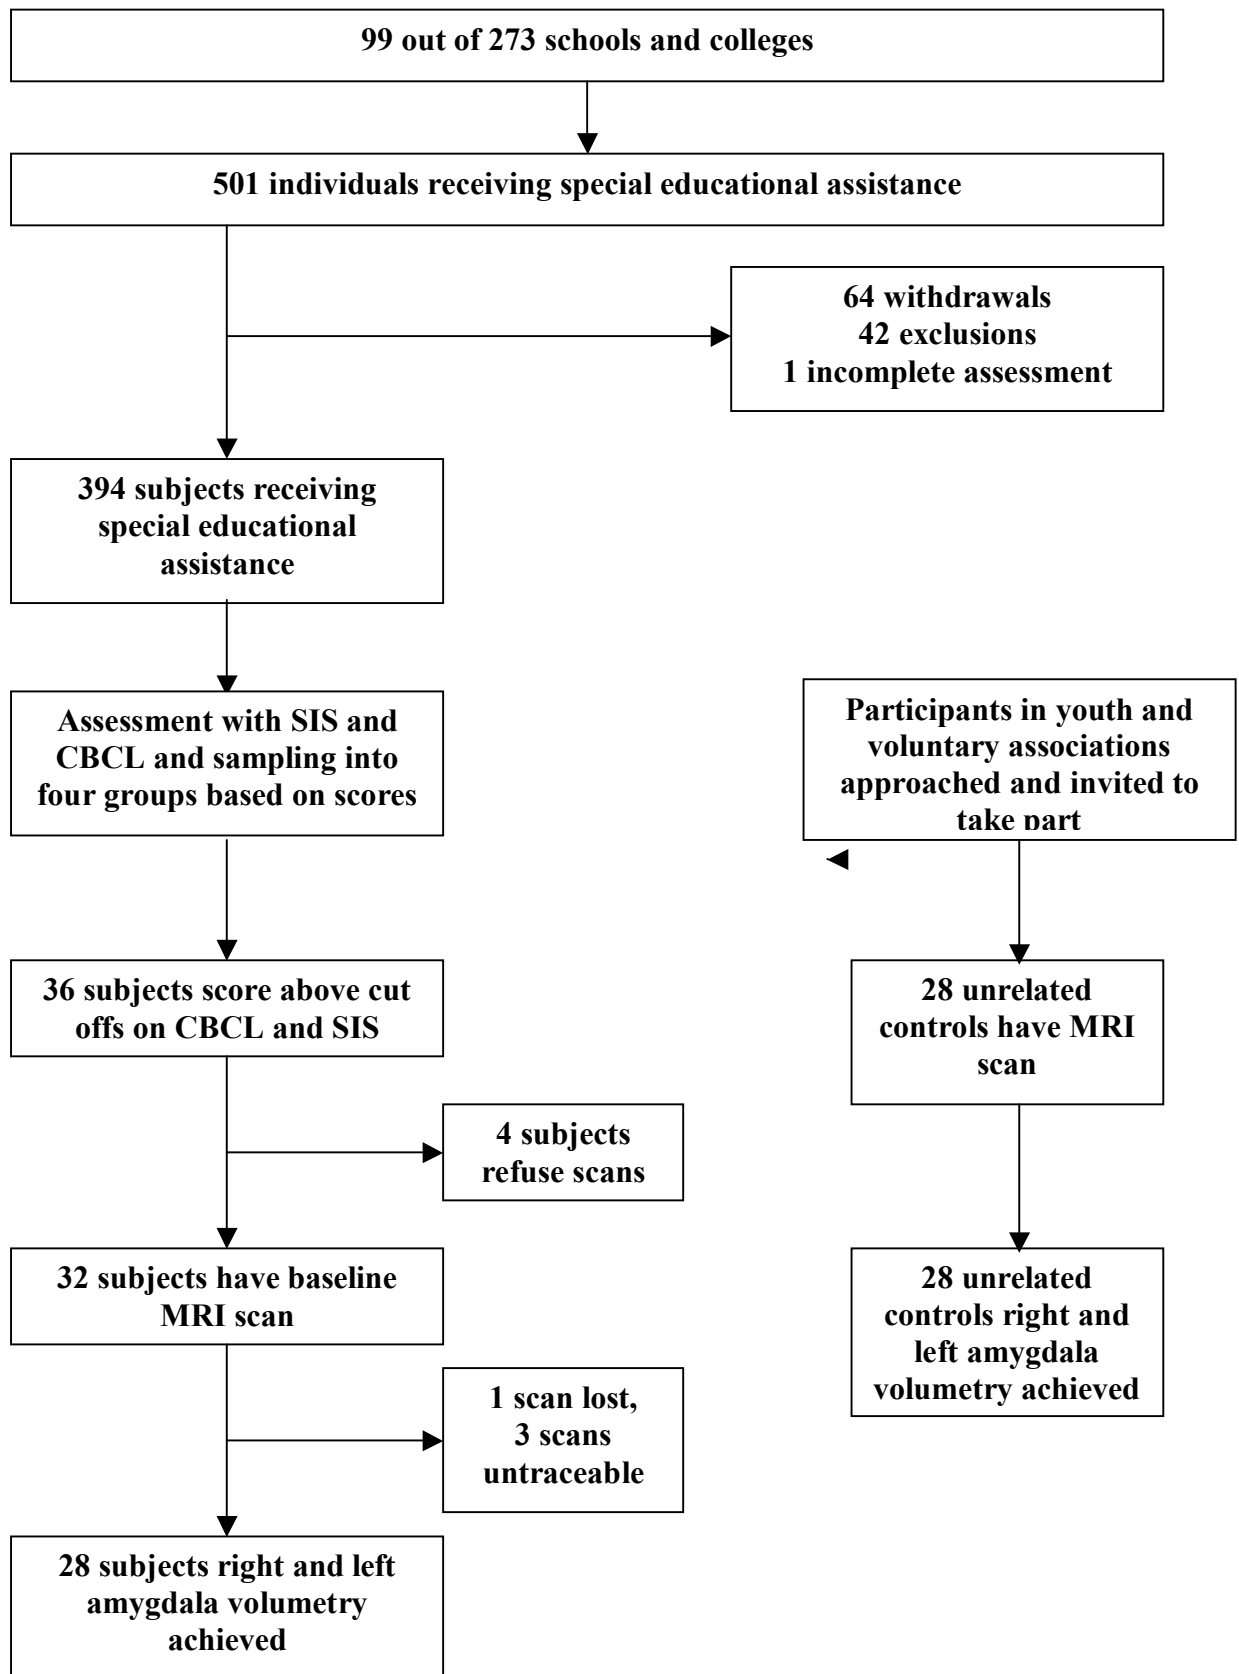 99 out of 273 schools and colleges
501 individuals receiving special educational assistance
64 withdrawals
42 exclusions
1 incomplete assessment
394 subjects receiving
special educational
assistance
Assessment with SIS and
CBCL and sampling into
four groups based on scores
Participants in youth and
voluntary associations
approached and invited to
take part
36 subjects score above cut
offs on CBCL and SIS
28 unrelated
controls have MRI
scan
4 subjects
refuse scans
32 subjects have baseline
MRI scan
28 unrelated
controls right and
left amygdala
volumetry achieved
1 scan lost,
3 scans
untraceable
28 subjects right and left
amygdala volumetry
achieved